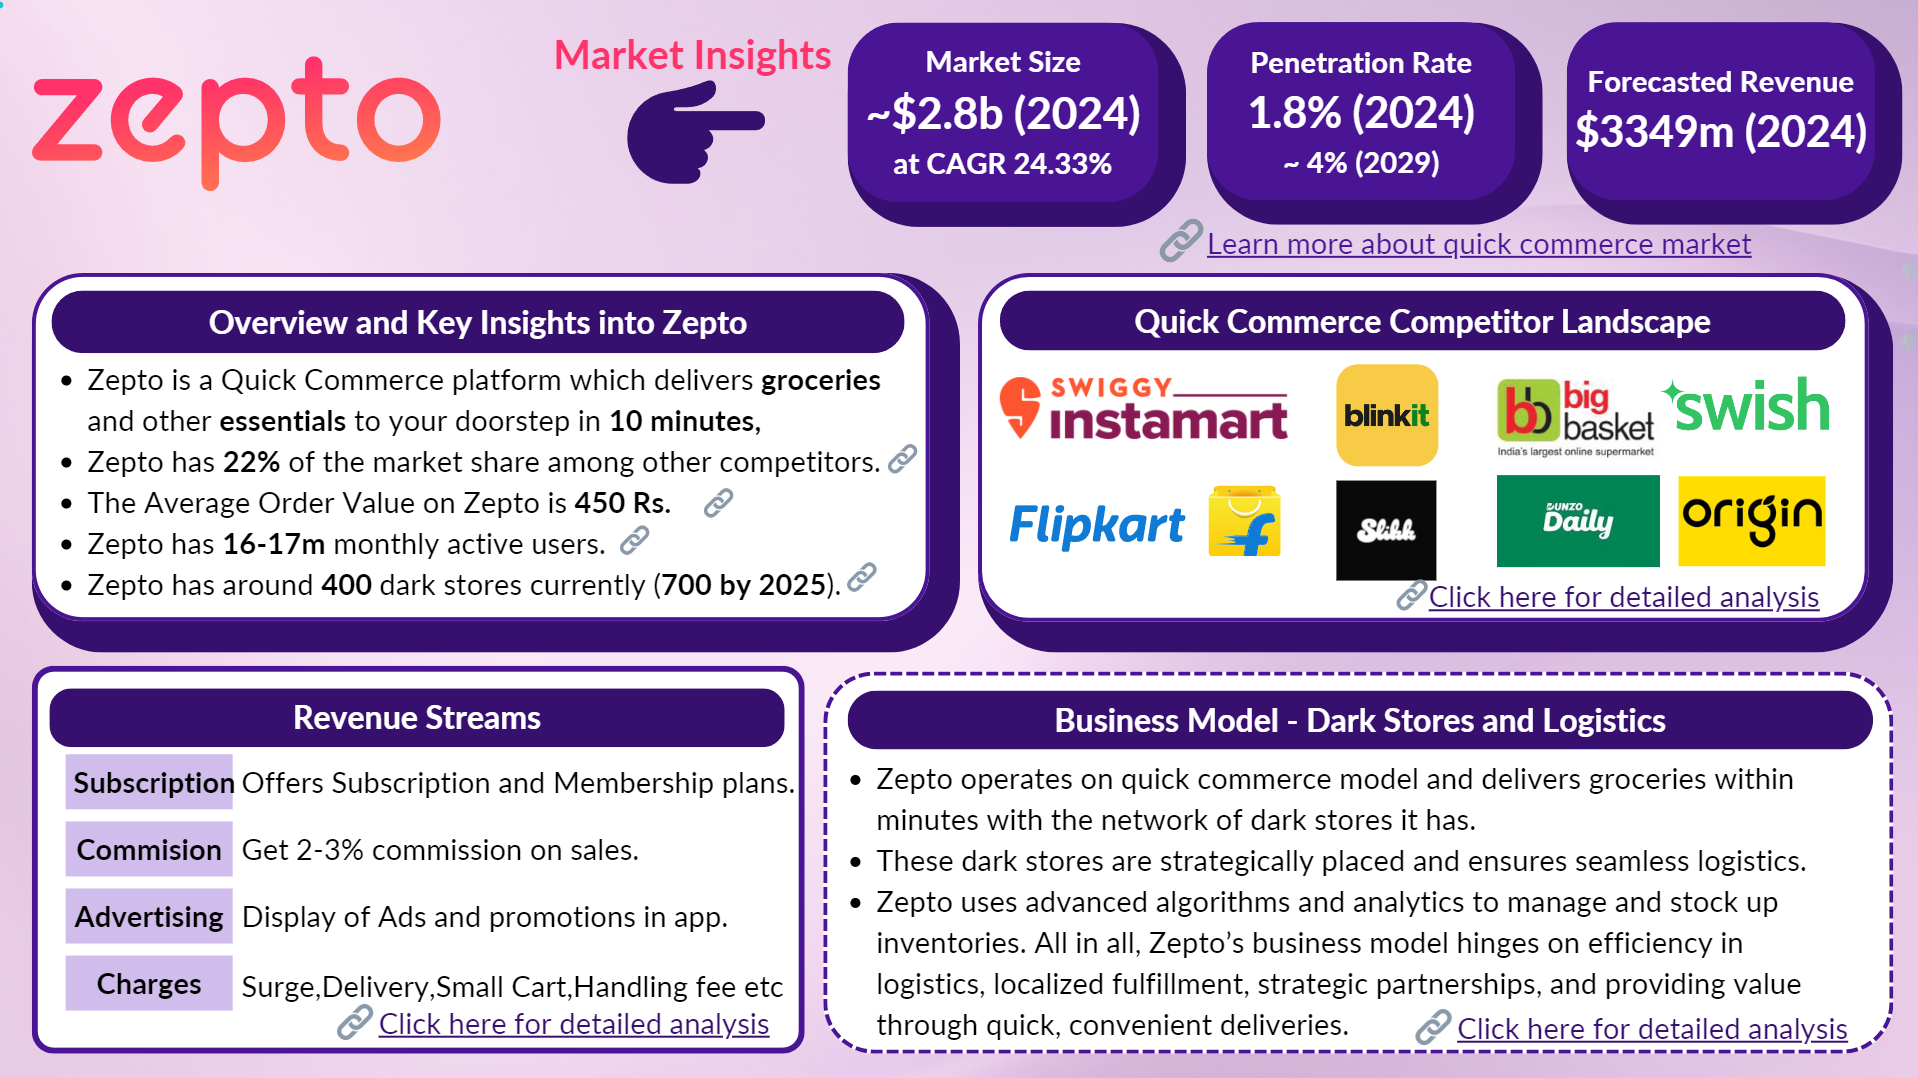 zepto
Market Insights
Market Size
~$2.8b (2024)
at CAGR 24.33%
Penetration Rate
1.8% (2024)
~ 4% (2029)
Forecasted Revenue
$3349m (2024)
Learn more about quick commerce market
Overview and Key Insights into Zepto
• Zepto is a Quick Commerce platform which delivers groceries
and other essentials to your doorstep in 10 minutes,
• Zepto has 22% of the market share among other competitors.
• The Average Order Value on Zepto is 450 Rs.
• Zepto has 16-17m monthly active users.
• Zepto has around 400 dark stores currently (700 by 2025).
Quick Commerce Competitor Landscape
SWIGGY
instamart
blinkit
bb big
basket
India's largest online supermarket
swish
Flipkart
Slikk
DUNZO
Daily
origin
Click here for detailed analysis
Revenue Streams
Subscription Offers Subscription and Membership plans.
Commision Get 2-3% commission on sales.
Advertising Display of Ads and promotions in app.
Charges Surge,Delivery,Small Cart,Handling fee etc
Click here for detailed analysis
Business Model - Dark Stores and Logistics
• Zepto operates on quick commerce model and delivers groceries within
minutes with the network of dark stores it has.
• These dark stores are strategically placed and ensures seamless logistics.
• Zepto uses advanced algorithms and analytics to manage and stock up
inventories. All in all, Zepto’s business model hinges on efficiency in
logistics, localized fulfillment, strategic partnerships, and providing value
through quick, convenient deliveries.
Click here for detailed analysis